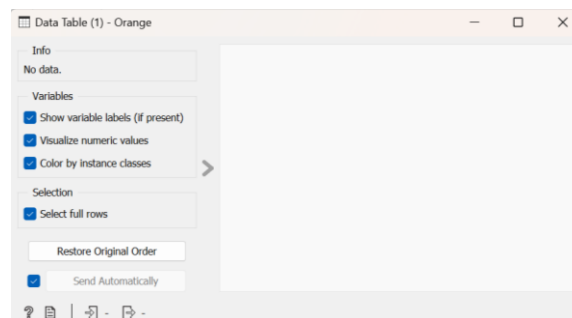 Data Table (1) - Orange
Info
No data.
Variables
Show variable labels (if present)
Visualize numeric values
Color by instance classes
Selection
Select full rows
Restore Original Order
Send Automatically
? | - -